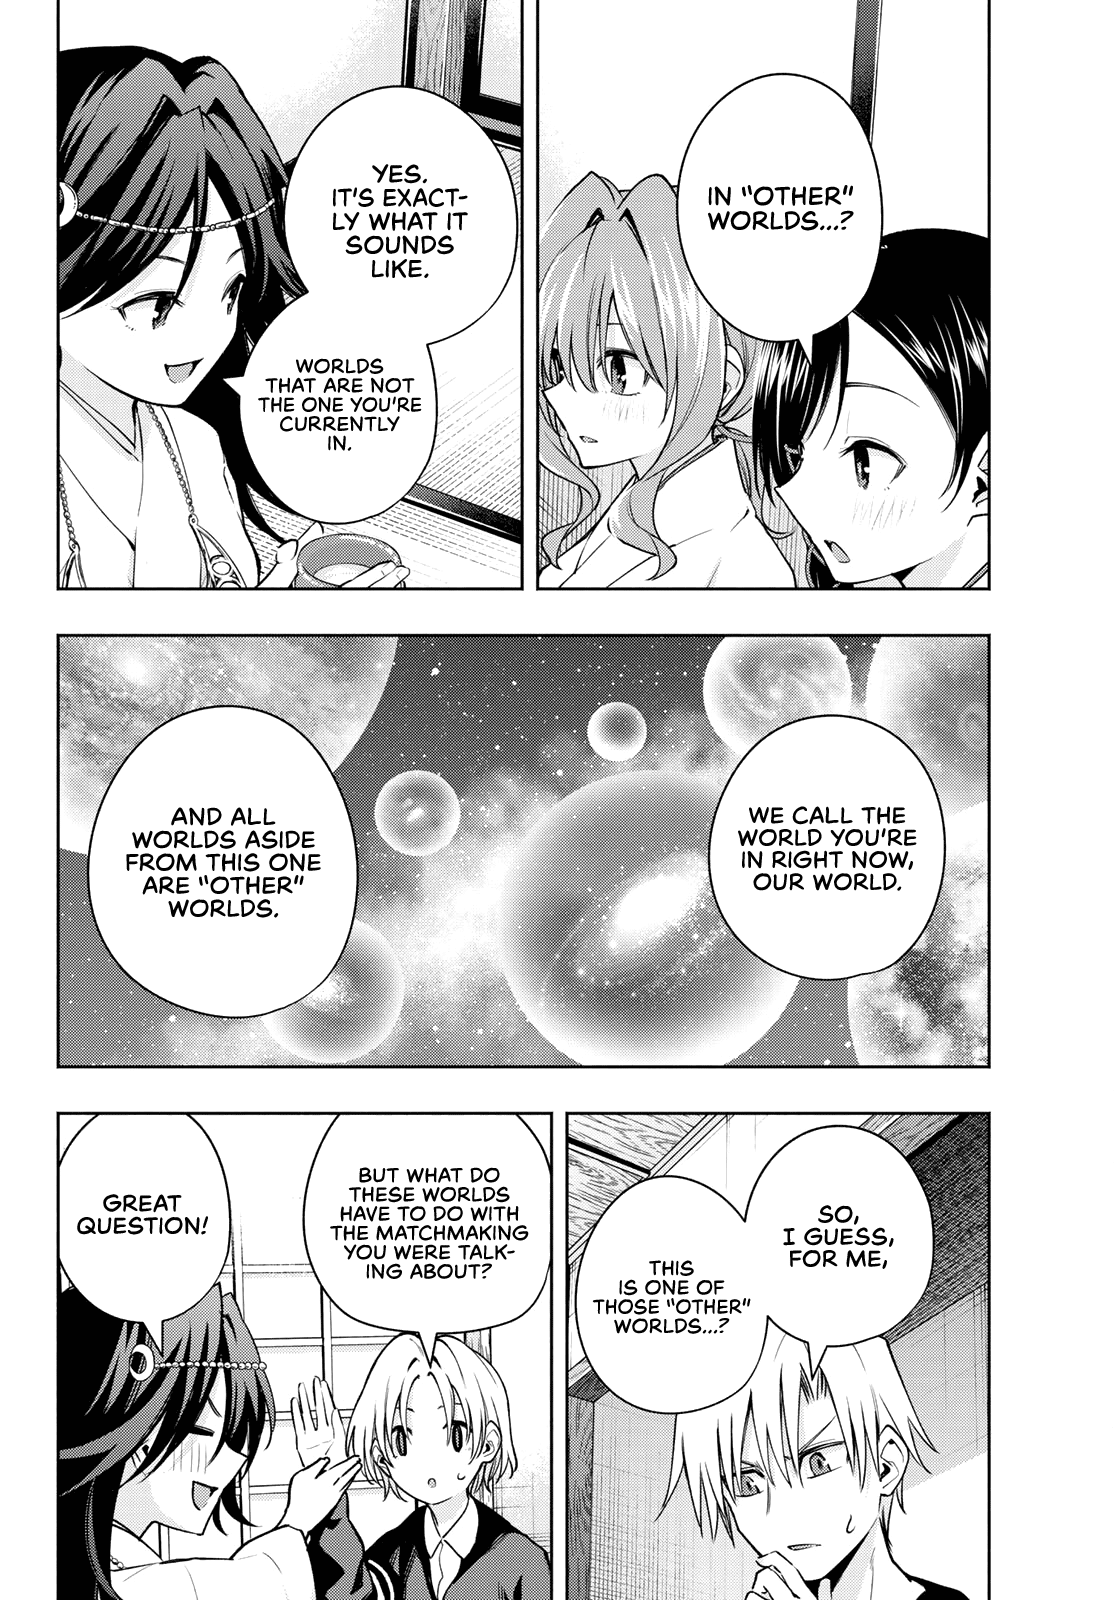 IN "OTHER"
WORLDS...?
YES.
IT'S EXACT-
LY WHAT IT
SOUNDS
LIKE.
WORLDS
THAT ARE NOT
THE ONE YOU'RE
CURRENTLY
IN.
WE CALL THE
WORLD YOU'RE
IN RIGHT NOW,
OUR WORLD.
AND ALL
WORLDS ASIDE
FROM THIS ONE
ARE "OTHER"
WORLDS.
SO,
I GUESS,
FOR ME,
THIS
IS ONE OF
THOSE "OTHER"
WORLDS...?
BUT WHAT DO
THESE WORLDS
HAVE TO DO WITH
THE MATCHMAKING
YOU WERE TALK-
ING ABOUT?
GREAT
QUESTION!